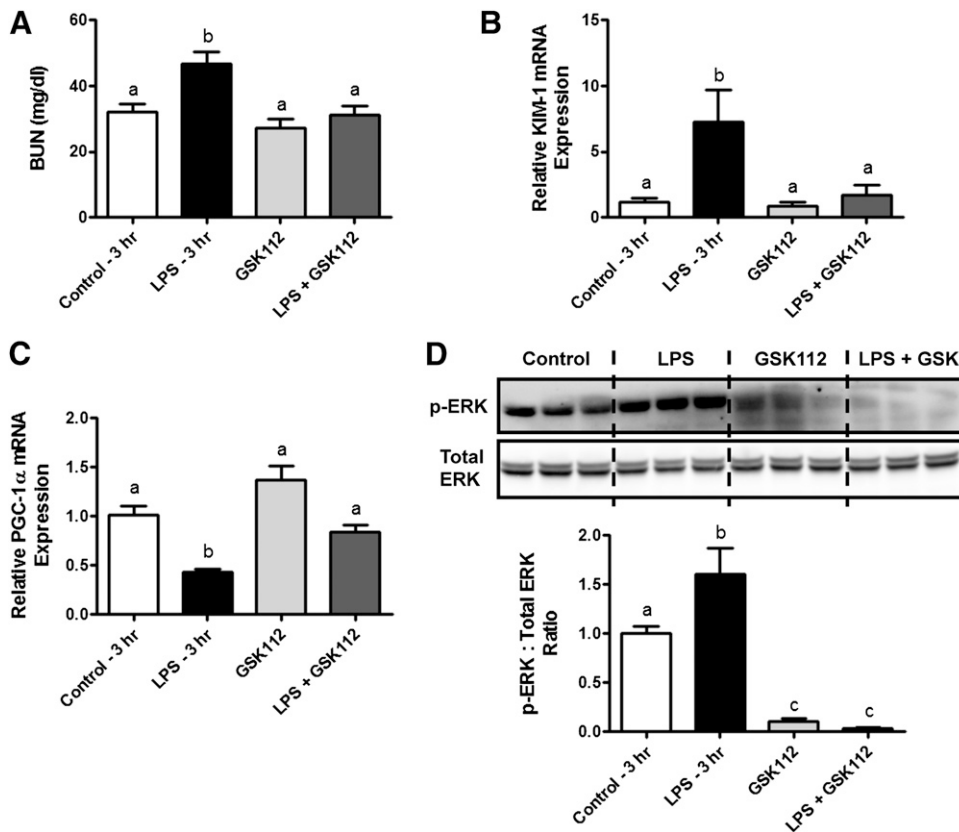 A
BUN (mg/dl)
60
40
20
0
a
b
a
a
Control - 3 hr
LPS - 3 hr
GSK112
LPS + GSK112
B
Relative KIM-1 mRNA
Expression
15
10
5
0
a
b
a
a
Control - 3 hr
LPS - 3 hr
GSK112
LPS + GSK112
C
Relative PGC-1α mRNA
Expression
2.0
1.5
1.0
0.5
0.0
a
b
a
a
Control - 3 hr
LPS - 3 hr
GSK112
LPS + GSK112
D
Control
LPS
GSK112
LPS + GSK
p-ERK
Total
ERK
p-ERK : Total ERK
Ratio
2.0
1.5
1.0
0.5
0.0
a
b
c
c
Control - 3 hr
LPS - 3 hr
GSK112
LPS + GSK112